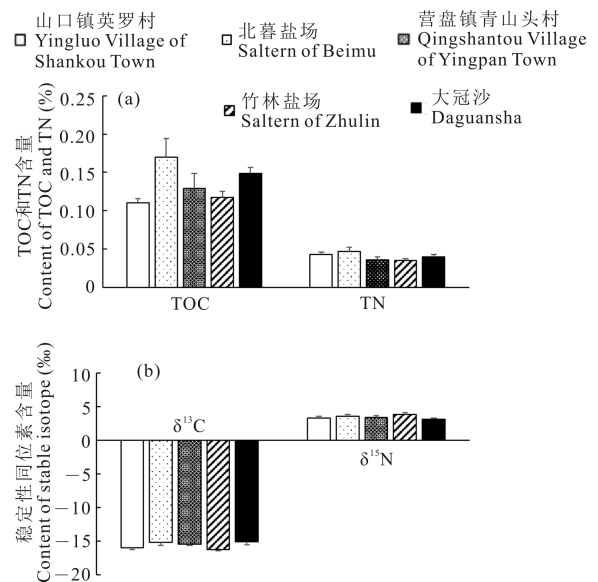 山口镇英罗村
Yingluo Village of
Shankou Town
北暮盐场
Saltern of Beimu
营盘镇青山头村
Qingshantou Village
of Yingpan Town
竹林盐场
Saltern of Zhulin
大冠沙
Daguansha
(a)
TOC和TN含量
Content of TOC and TN (%)
0.25
0.20
0.15
0.10
0.05
0
TOC
TN
(b)
稳定性同位素含量
Content of stable isotope (‰)
10
5
0
-5
-10
-15
-20
δ¹³C
δ¹⁵N